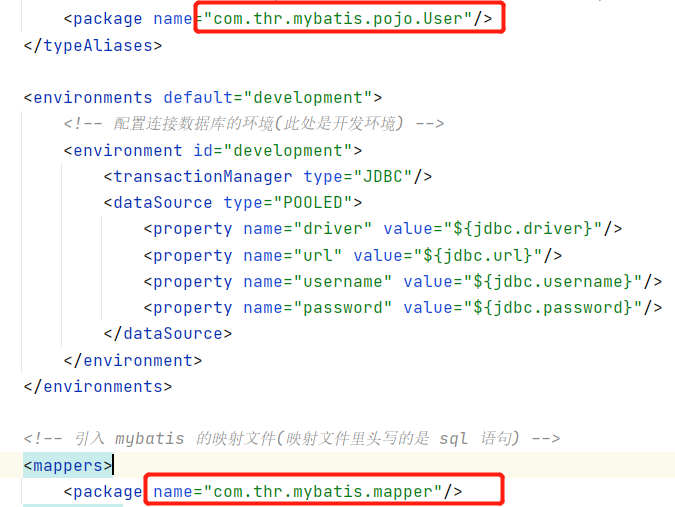 <package name="com.thr.mybatis.pojo.User"/>
</typeAliases>
<environments default="development">
<!-- 配置连接数据库的环境(此处是开发环境) -->
<environment id="development">
<transactionManager type="JDBC"/>
<dataSource type="POOLED">
<property name="driver" value="${jdbc.driver}"/>
<property name="url" value="${jdbc.url}"/>
<property name="username" value="${jdbc.username}"/>
<property name="password" value="${jdbc.password}"/>
</dataSource>
</environment>
</environments>
<!-- 引入 mybatis 的映射文件(映射文件里头写的是 sql 语句) -->
<mappers>
<package name="com.thr.mybatis.mapper"/>